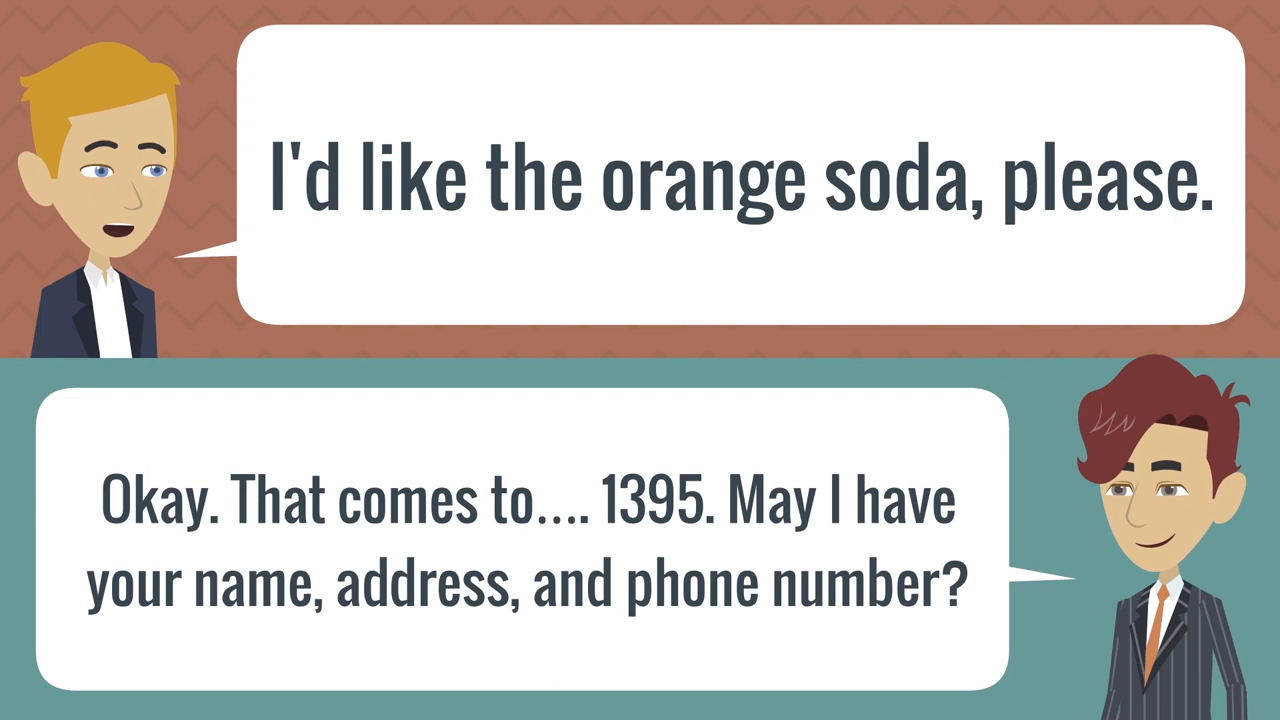 I'd like the orange soda, please.
Okay. That comes to.... 1395. May I have
your name, address, and phone number?